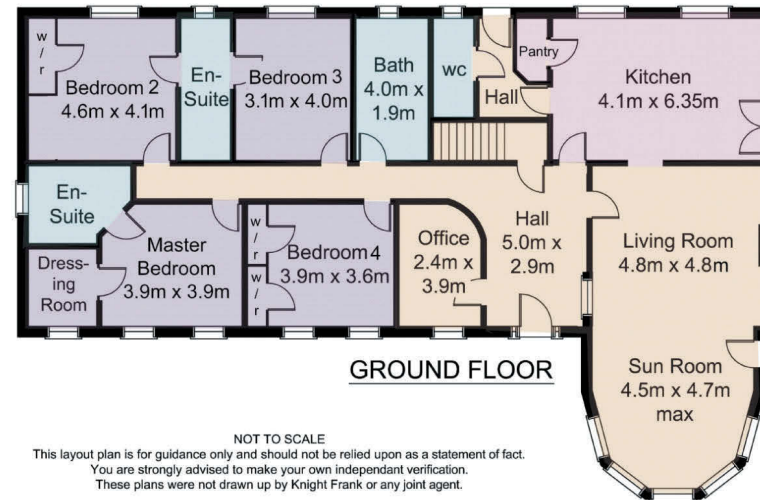 w
/
r
Bedroom 2
4.6m x 4.1m
En-
Suite
Bedroom 3
3.1m x 4.0m
Bath
4.0m x
1.9m
wc
Hall
Pantry
Kitchen
4.1m x 6.35m
En-
Suite
Dress-
ing
Room
Master
Bedroom
3.9m x 3.9m
w
/
r
w
/
r
Bedroom4
3.9m x 3.6m
Office
2.4m x
3.9m
Hall
5.0m x
2.9m
Living Room
4.8m x 4.8m
Sun Room
4.5m x 4.7m
max
GROUND FLOOR
NOT TO SCALE
This layout plan is for guidance only and should not be relied upon as a statement of fact.
You are strongly advised to make your own independant verification.
These plans were not drawn up by Knight Frank or any joint agent.